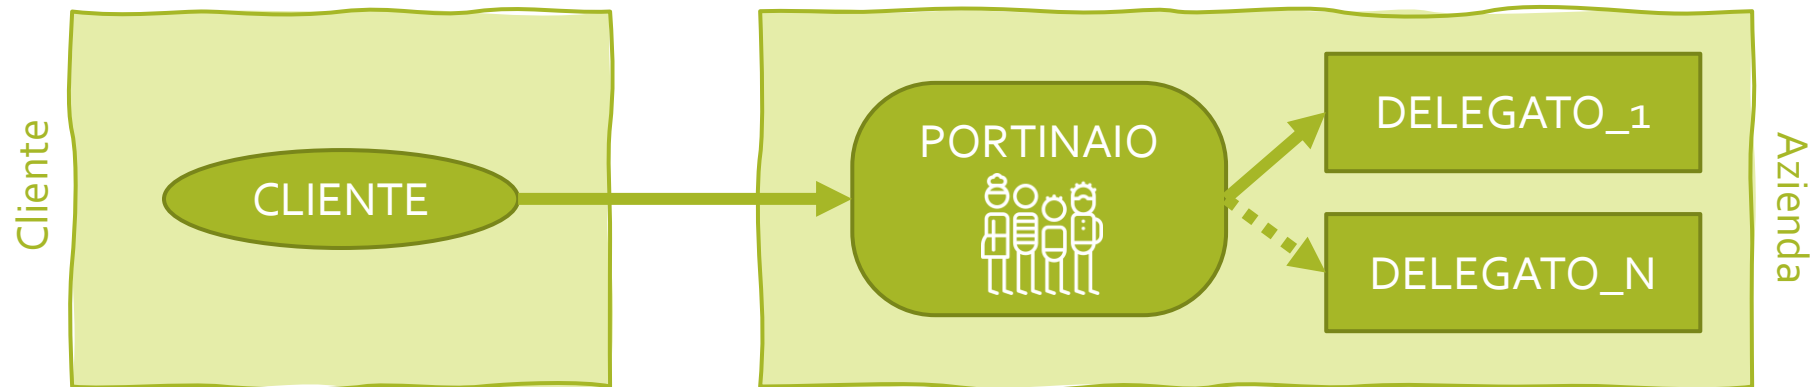 Cliente
CLIENTE
PORTINAIO
DELEGATO_1
DELEGATO_N
Azienda